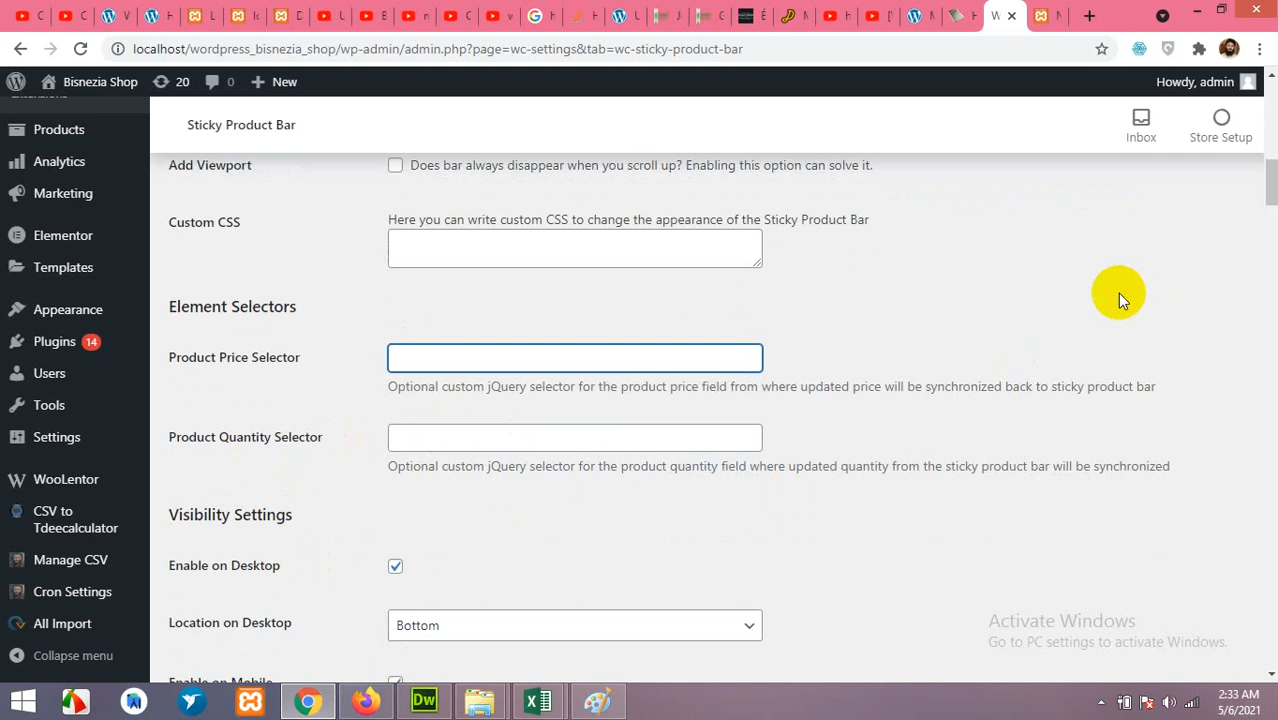 localhost/wordpress_bisnezia_shop/wp-admin/admin.php?page=wc-settings&tab=wc-sticky-product-bar
Bisnezia Shop 20 0 New Howdy, admin
Products
Analytics
Marketing
Elementor
Templates
Appearance
Plugins 14
Users
Tools
Settings
WooLentor
CSV to
Tdeecalculator
Manage CSV
Cron Settings
All Import
Collapse menu
Sticky Product Bar
Inbox
Store Setup
Add Viewport
Does bar always disappear when you scroll up? Enabling this option can solve it.
Custom CSS
Here you can write custom CSS to change the appearance of the Sticky Product Bar
Element Selectors
Product Price Selector
Optional custom jQuery selector for the product price field from where updated price will be synchronized back to sticky product bar
Product Quantity Selector
Optional custom jQuery selector for the product quantity field where updated quantity from the sticky product bar will be synchronized
Visibility Settings
Enable on Desktop
Location on Desktop
Bottom
Enable on Mobile
Activate Windows
Go to PC settings to activate Windows.
Dw
2:33 AM
5/6/2021